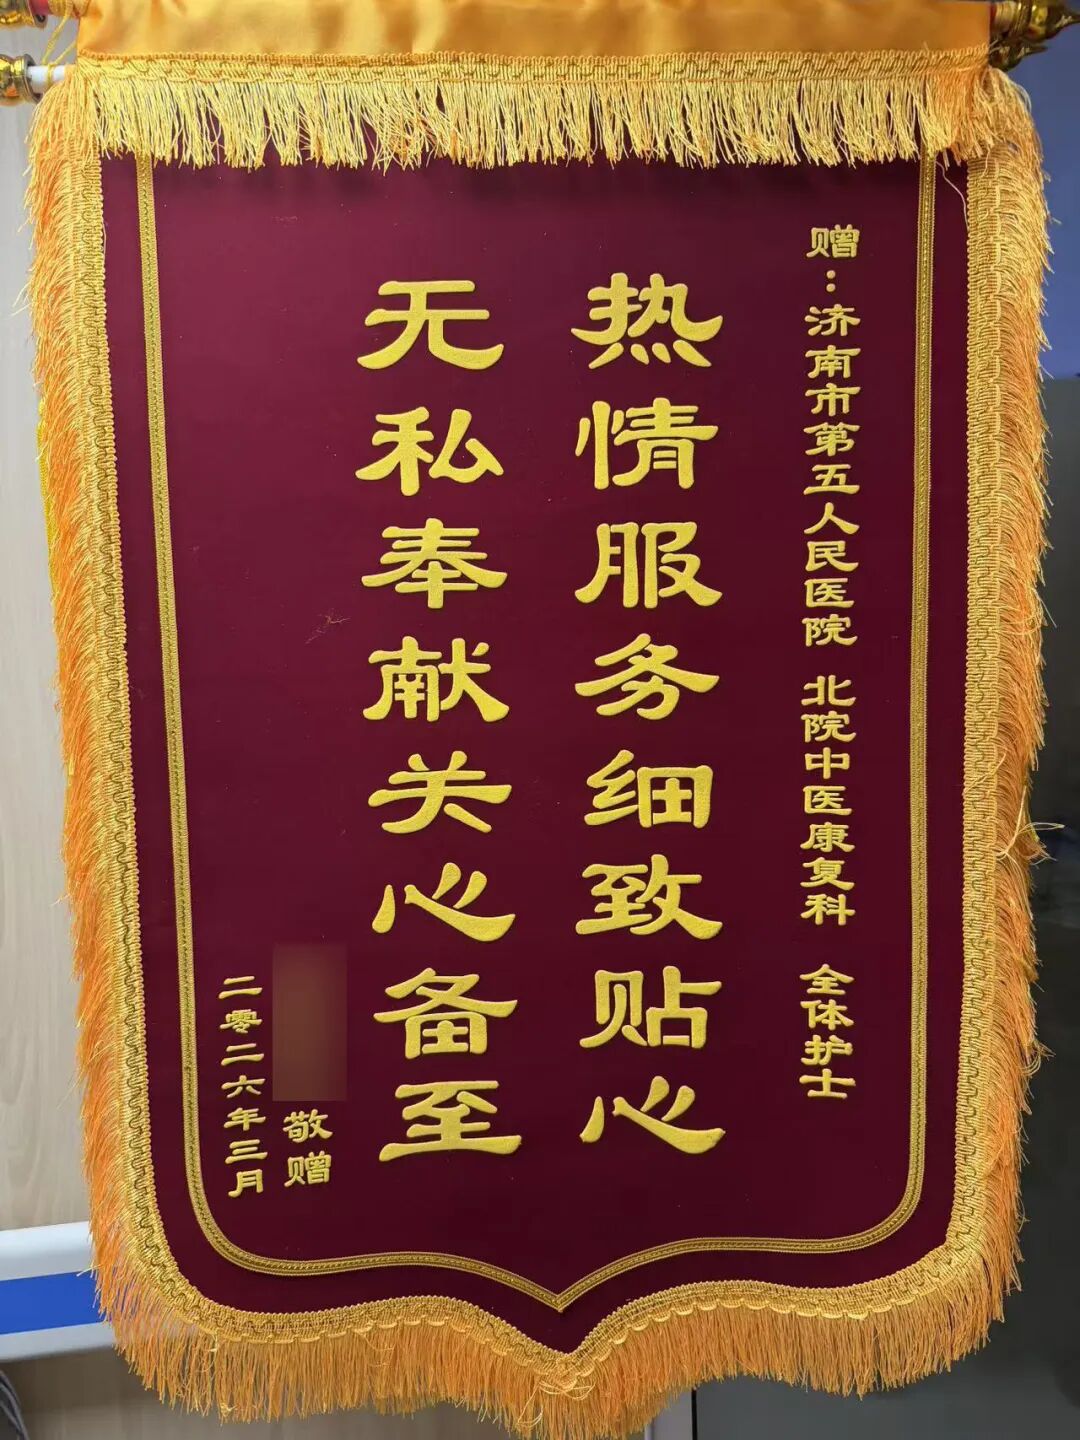 赠：济南市第五人民医院 北院中医康复科 全体护士
热情服务细致贴心
无私奉献关心备至
敬赠
二零二六年三月